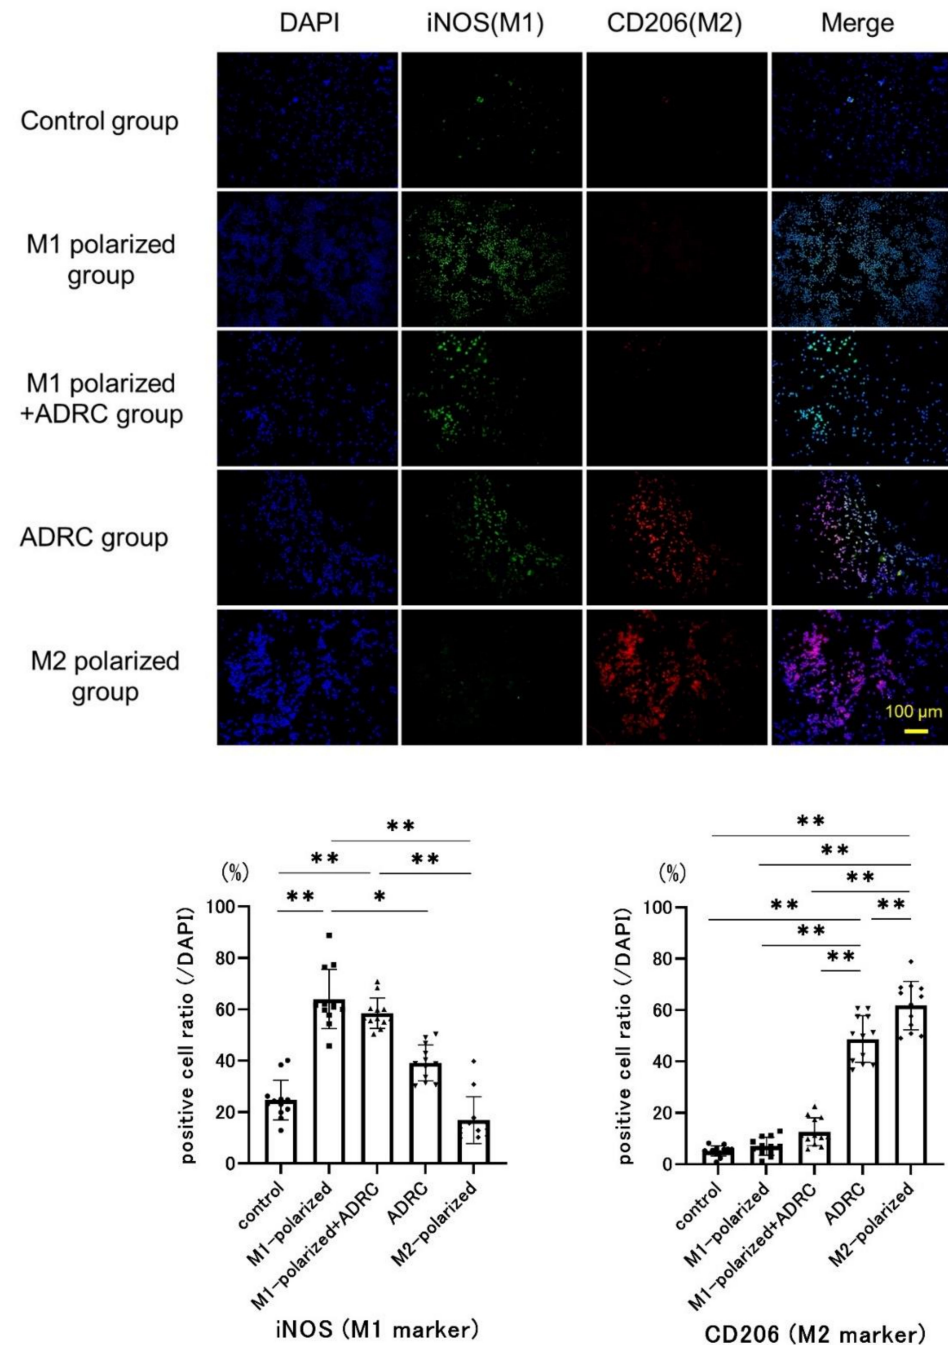 DAPI iNOS(M1) CD206(M2) Merge
Control group
M1 polarized
group
M1 polarized
+ADRC group
ADRC group
M2 polarized
group
100 μm
**
** **
(%)
** *
100
80
60
40
20
0
positive cell ratio (/DAPI)
control
M1-polarized
M1-polarized+ADRC
ADRC
M2-polarized
iNOS (M1 marker)
**
**
(%)
**
** **
**
**
100
80
60
40
20
0
positive cell ratio (/DAPI)
control
M1-polarized
M1-polarized+ADRC
ADRC
M2-polarized
CD206 (M2 marker)